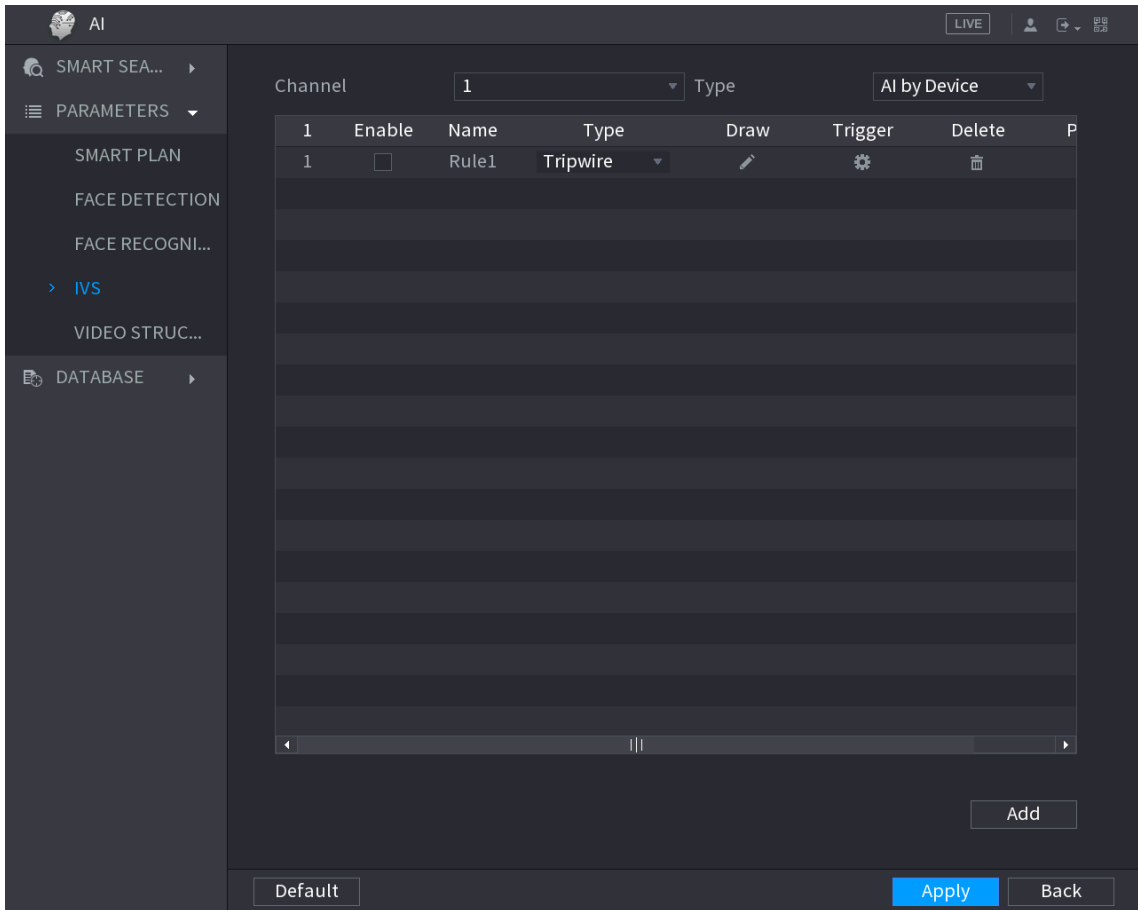 AI LIVE
SMART SEA...
PARAMETERS
SMART PLAN
FACE DETECTION
FACE RECOGNI...
IVS
VIDEO STRUC...
DATABASE
Channel 1 Type AI by Device
1 Enable Name Type Draw Trigger Delete P
1 Rule1 Tripwire
Add
Default Apply Back